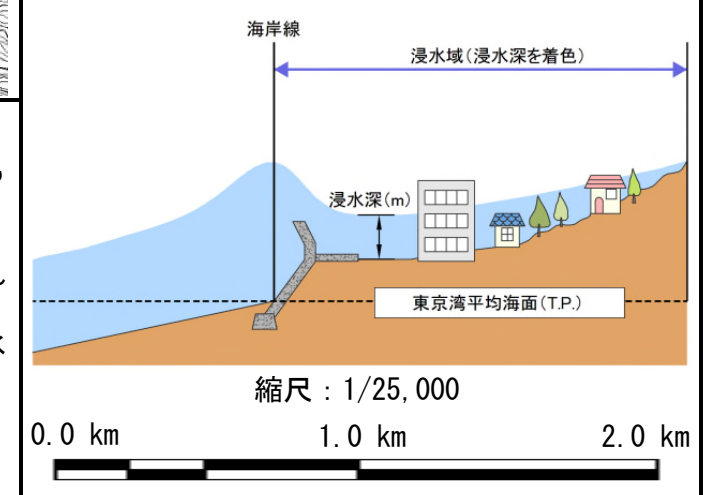 海岸線
浸水域(浸水深を着色)
浸水深(m)
東京湾平均海面(T.P.)
縮尺：1/25,000
0.0 km 1.0 km 2.0 km